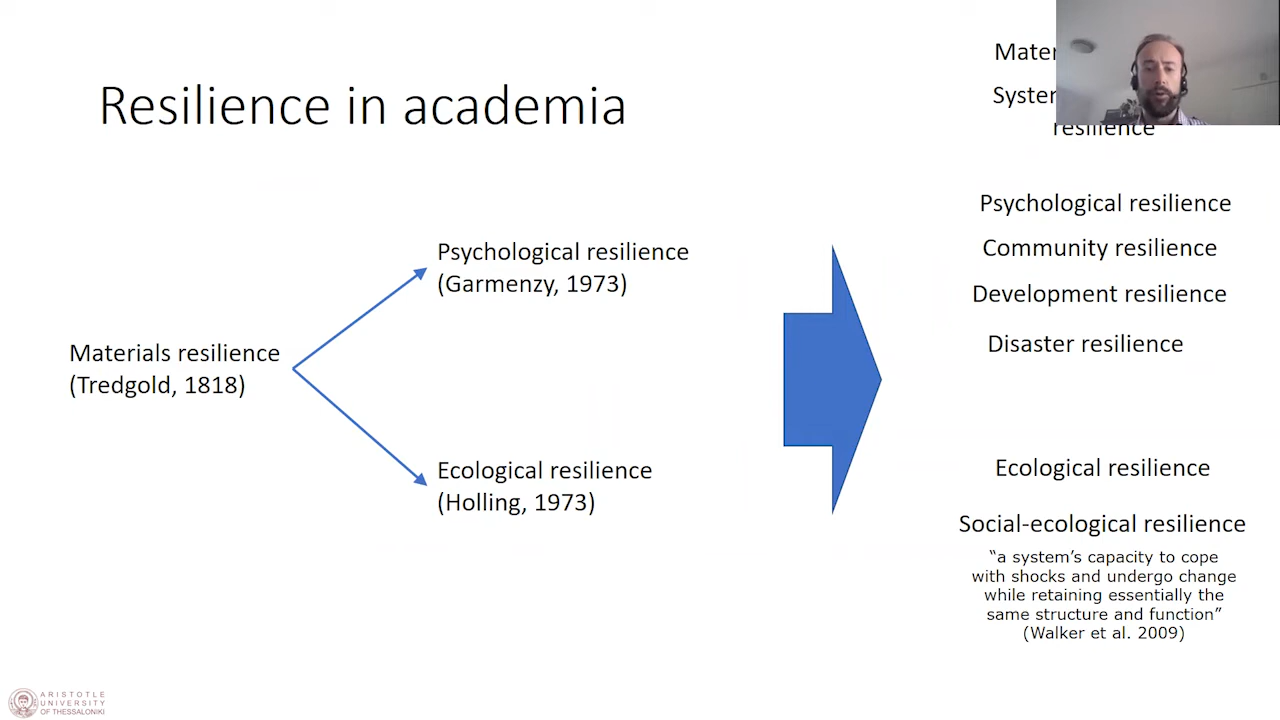 Resilience in academia
Materials resilience
(Tredgold, 1818)
Psychological resilience
(Garmenzy, 1973)
Ecological resilience
(Holling, 1973)
resilience
Psychological resilience
Community resilience
Development resilience
Disaster resilience
Ecological resilience
Social-ecological resilience
“a system’s capacity to cope
with shocks and undergo change
while retaining essentially the
same structure and function”
(Walker et al. 2009)
ARISTOTLE
UNIVERSITY
OF THESSALONIKI